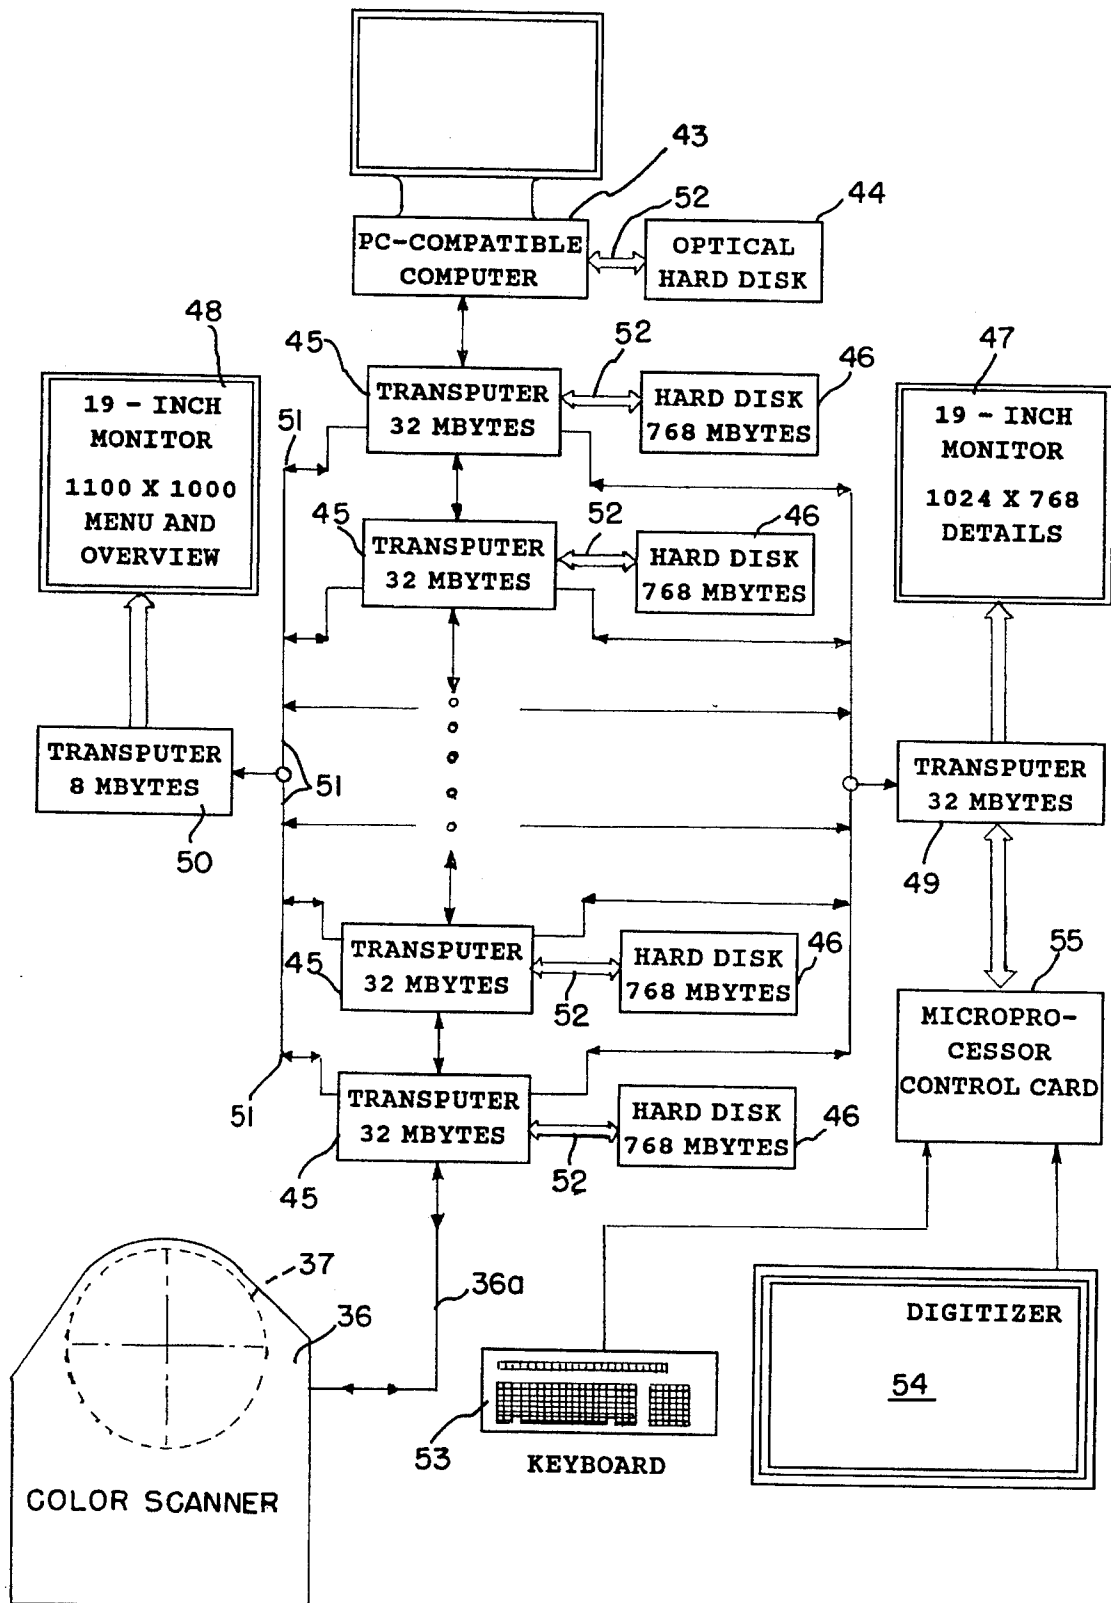 43
PC-COMPATIBLE
COMPUTER
52
44
OPTICAL
HARD DISK
48
19 - INCH
MONITOR
1100 X 1000
MENU AND
OVERVIEW
45
TRANSPUTER
32 MBYTES
52
46
HARD DISK
768 MBYTES
47
19 - INCH
MONITOR
1024 X 768
DETAILS
51
45
TRANSPUTER
32 MBYTES
52
46
HARD DISK
768 MBYTES
TRANSPUTER
8 MBYTES
50
51
TRANSPUTER
32 MBYTES
49
45
TRANSPUTER
32 MBYTES
52
HARD DISK
768 MBYTES
46
55
MICROPRO-
CESSOR
CONTROL CARD
51
TRANSPUTER
32 MBYTES
45
52
HARD DISK
768 MBYTES
46
37
36
36a
COLOR SCANNER
53
KEYBOARD
DIGITIZER
54